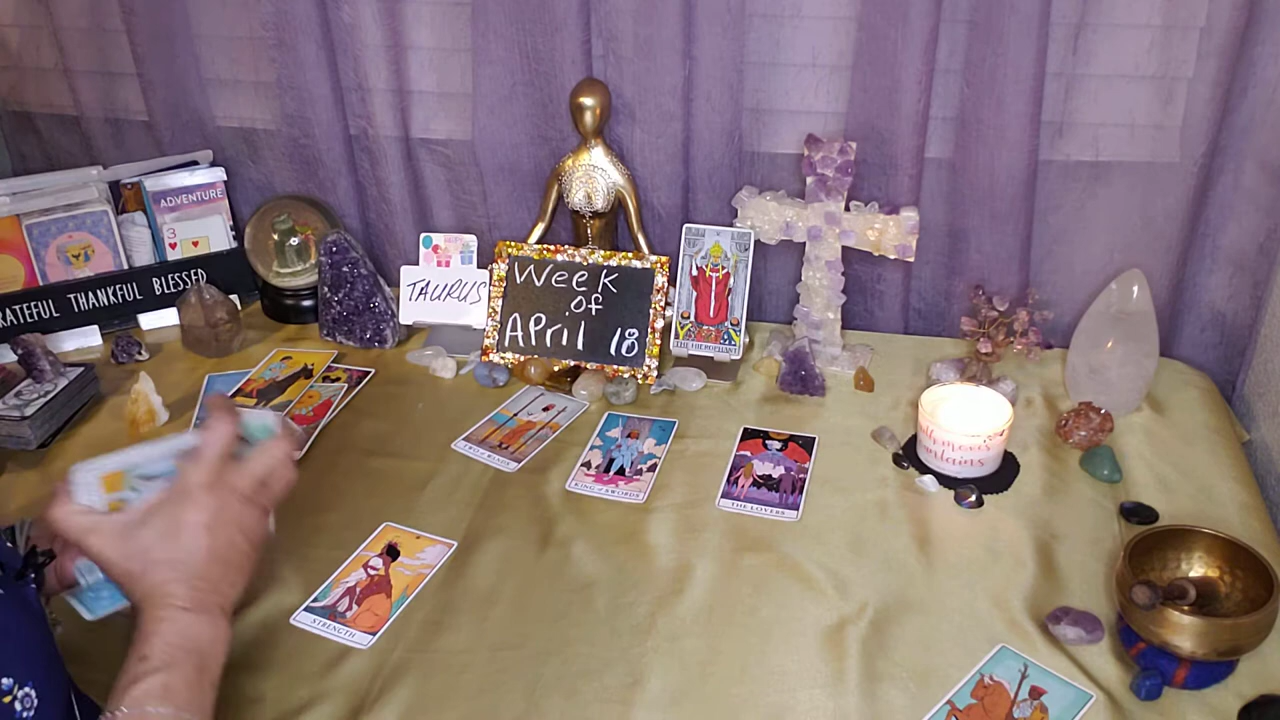 ADVENTURE
3
GRATEFUL THANKFUL BLESSED
TAURUS
Week
of
April 18
THE HIEROPHANT
TWO of WANDS
KING of SWORDS
THE LOVERS
STRENGTH